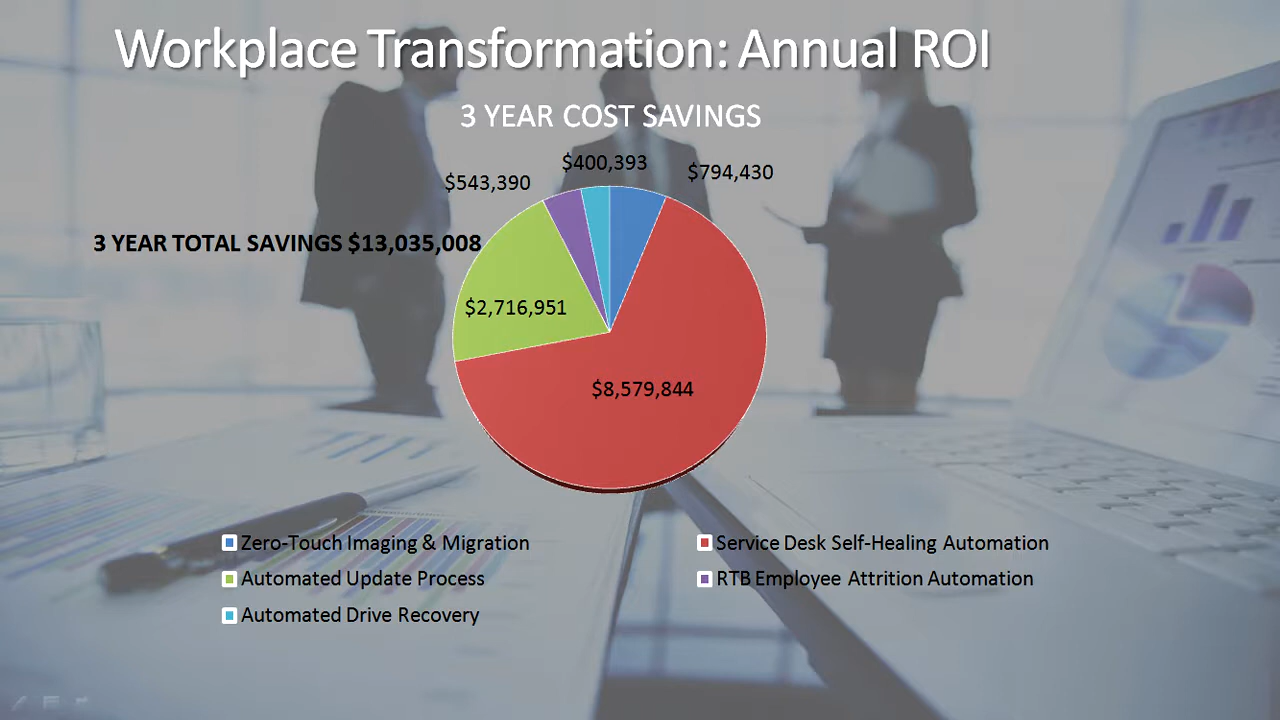 Workplace Transformation: Annual ROI
3 YEAR COST SAVINGS
$543,390
$400,393
$794,430
3 YEAR TOTAL SAVINGS $13,035,008
$2,716,951
$8,579,844
Zero-Touch Imaging & Migration
Service Desk Self-Healing Automation
Automated Update Process
RTB Employee Attrition Automation
Automated Drive Recovery